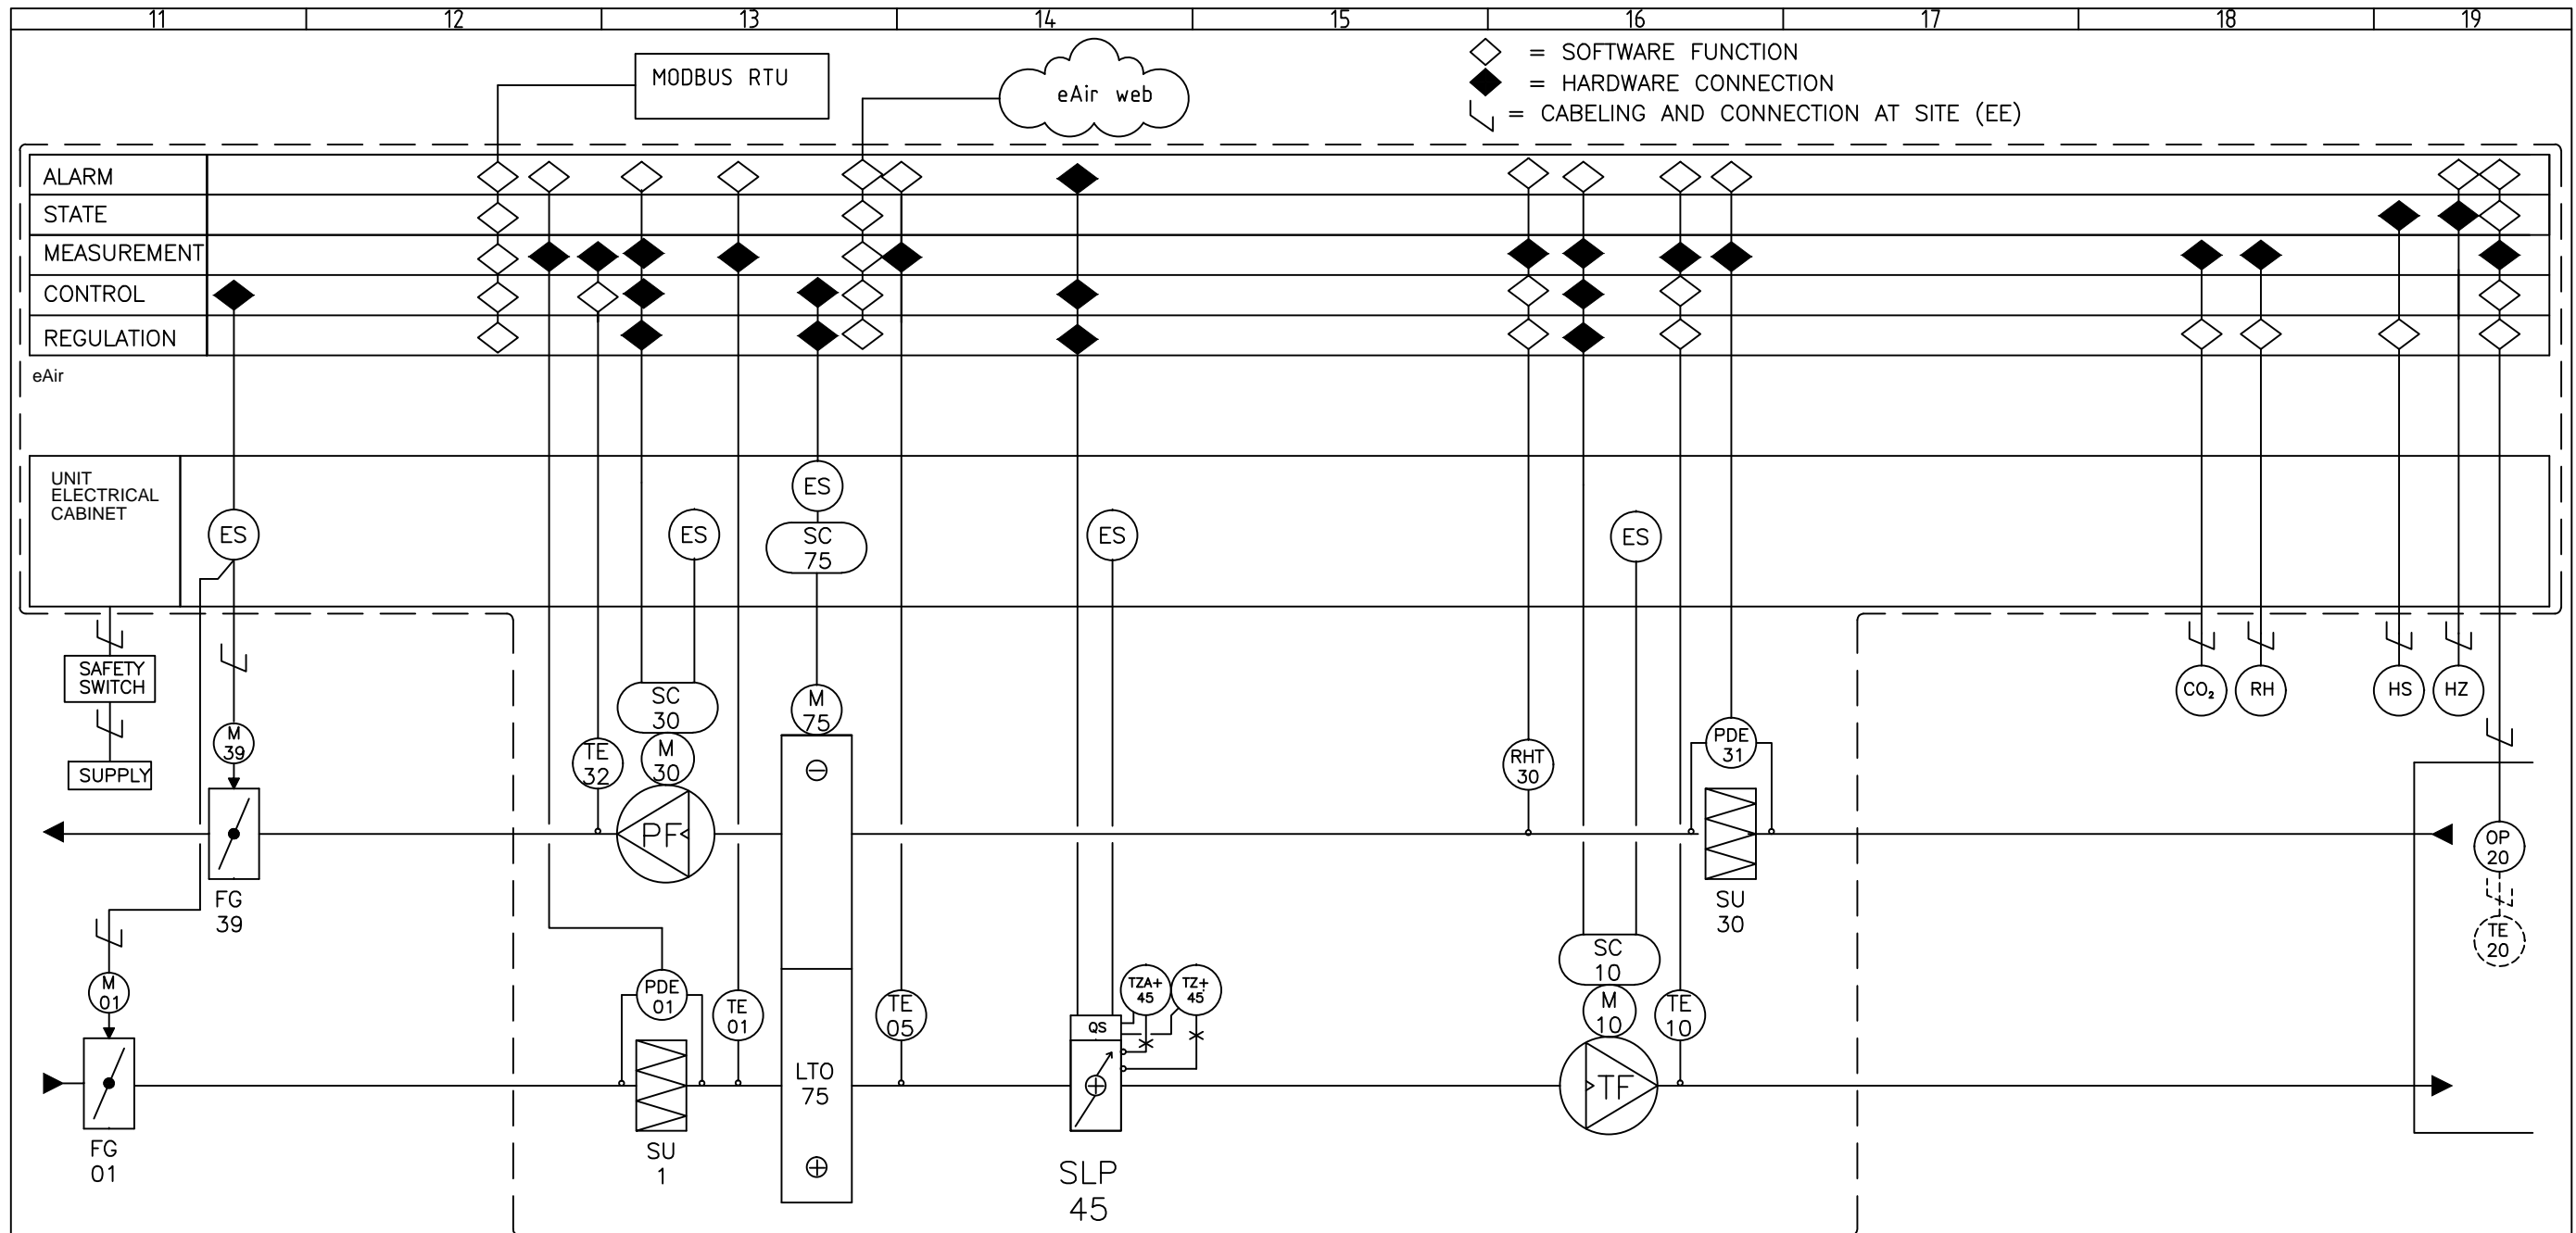 11 12 13 14 15 16 17 18 19
MODBUS RTU
eAir web
= SOFTWARE FUNCTION
= HARDWARE CONNECTION
= CABELING AND CONNECTION AT SITE (EE)
ALARM
STATE
MEASUREMENT
CONTROL
REGULATION
eAir
UNIT
ELECTRICAL
CABINET
ES
ES
ES
SC
75
ES
ES
SAFETY
SWITCH
SUPPLY
M
39
FG
39
M
01
FG
01
TE
32
SC
30
M
30
PF
PDE
01
SU
1
TE
01
M
75
LTO
75
TE
05
QS
TZA+
45
TZ+
45
SLP
45
RHT
30
SC
10
M
10
TF
TE
10
PDE
31
SU
30
CO₂
RH
HS
HZ
OP
20
TE
20